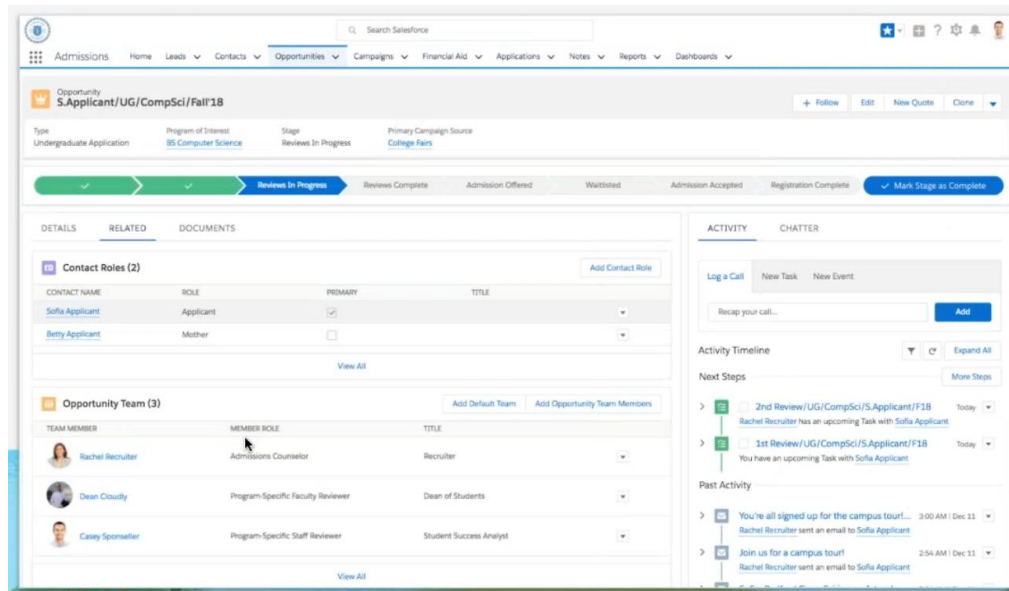 Search Salesforce
Admissions Home Leads Contacts Opportunities Campaigns Financial Aid Applications Notes Reports Dashboards
Opportunity
S.Applicant/UG/CompSci/Fall'18
+ Follow Edit New Quote Clone
Type Program of Interest Stage Primary Campaign Source
Undergraduate Application BS Computer Science Reviews In Progress College Fairs
Reviews In Progress Reviews Complete Admission Offered Waitlisted Admission Accepted Registration Complete Mark Stage as Complete
DETAILS RELATED DOCUMENTS
Contact Roles (2) Add Contact Role
CONTACT NAME ROLE PRIMARY TITLE
Sofia Applicant Applicant
Betty Applicant Mother
View All
Opportunity Team (3) Add Default Team Add Opportunity Team Members
TEAM MEMBER MEMBER ROLE TITLE
Rachel Recruiter Admissions Counselor Recruiter
Dean Cloudly Program-Specific Faculty Reviewer Dean of Students
Casey Sponseller Program-Specific Staff Reviewer Student Success Analyst
View All
ACTIVITY CHATTER
Log a Call New Task New Event
Recap your call... Add
Activity Timeline Expand All
Next Steps More Steps
2nd Review/UG/CompSci/S.Applicant/F18 Today
Rachel Recruiter has an upcoming Task with Sofia Applicant
1st Review/UG/CompSci/S.Applicant/F18 Today
You have an upcoming Task with Sofia Applicant
Past Activity
You're all signed up for the campus tour!... 3:00 AM | Dec 11
Rachel Recruiter sent an email to Sofia Applicant
Join us for a campus tour! 2:54 AM | Dec 11
Rachel Recruiter sent an email to Sofia Applicant